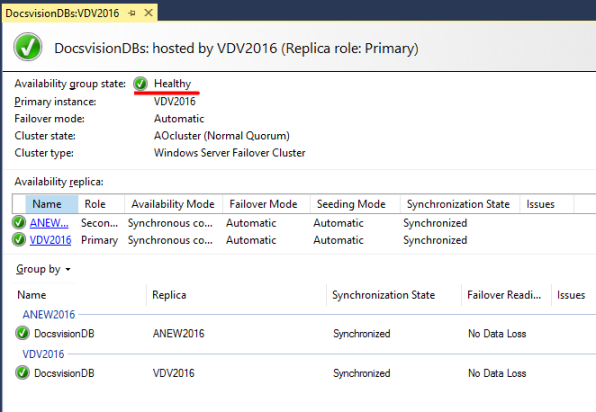 DocsvisionDBs:VDV2016
DocsvisionDBs: hosted by VDV2016 (Replica role: Primary)
Availability group state: Healthy
Primary instance: VDV2016
Failover mode: Automatic
Cluster state: AOcluster (Normal Quorum)
Cluster type: Windows Server Failover Cluster
Availability replica:
Name Role Availability Mode Failover Mode Seeding Mode Synchronization State Issues
ANEW... Secon... Synchronous co... Automatic Automatic Synchronized
VDV2016 Primary Synchronous co... Automatic Automatic Synchronized
Group by
Name Replica Synchronization State Failover Readi... Issues
ANEW2016
DocsvisionDB ANEW2016 Synchronized No Data Loss
VDV2016
DocsvisionDB VDV2016 Synchronized No Data Loss